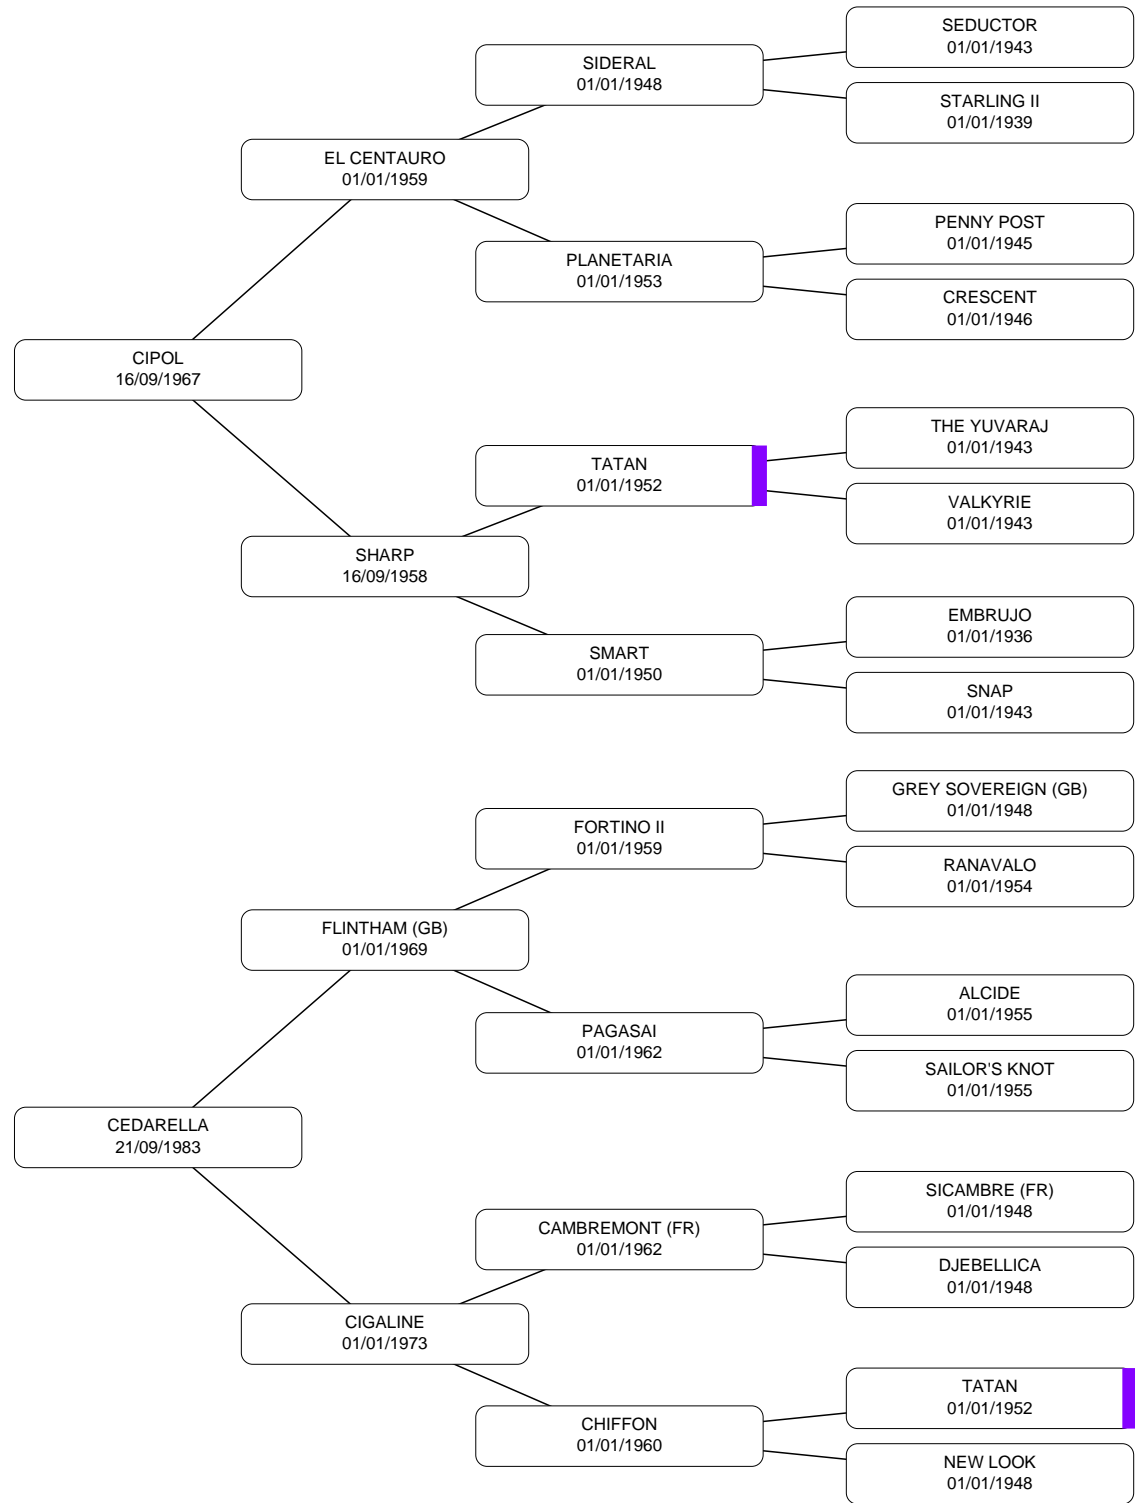 SEDUCTOR
01/01/1943
SIDERAL
01/01/1948
STARLING II
01/01/1939
EL CENTAURO
01/01/1959
PENNY POST
01/01/1945
PLANETARIA
01/01/1953
CRESCENT
01/01/1946
CIPOL
16/09/1967
THE YUVARAJ
01/01/1943
TATAN
01/01/1952
VALKYRIE
01/01/1943
SHARP
16/09/1958
EMBRUJO
01/01/1936
SMART
01/01/1950
SNAP
01/01/1943
GREY SOVEREIGN (GB)
01/01/1948
FORTINO II
01/01/1959
RANAVALO
01/01/1954
FLINTHAM (GB)
01/01/1969
ALCIDE
01/01/1955
PAGASAI
01/01/1962
SAILOR'S KNOT
01/01/1955
CEDARELLA
21/09/1983
SICAMBRE (FR)
01/01/1948
CAMBREMONT (FR)
01/01/1962
DJEBELLICA
01/01/1948
CIGALINE
01/01/1973
TATAN
01/01/1952
CHIFFON
01/01/1960
NEW LOOK
01/01/1948